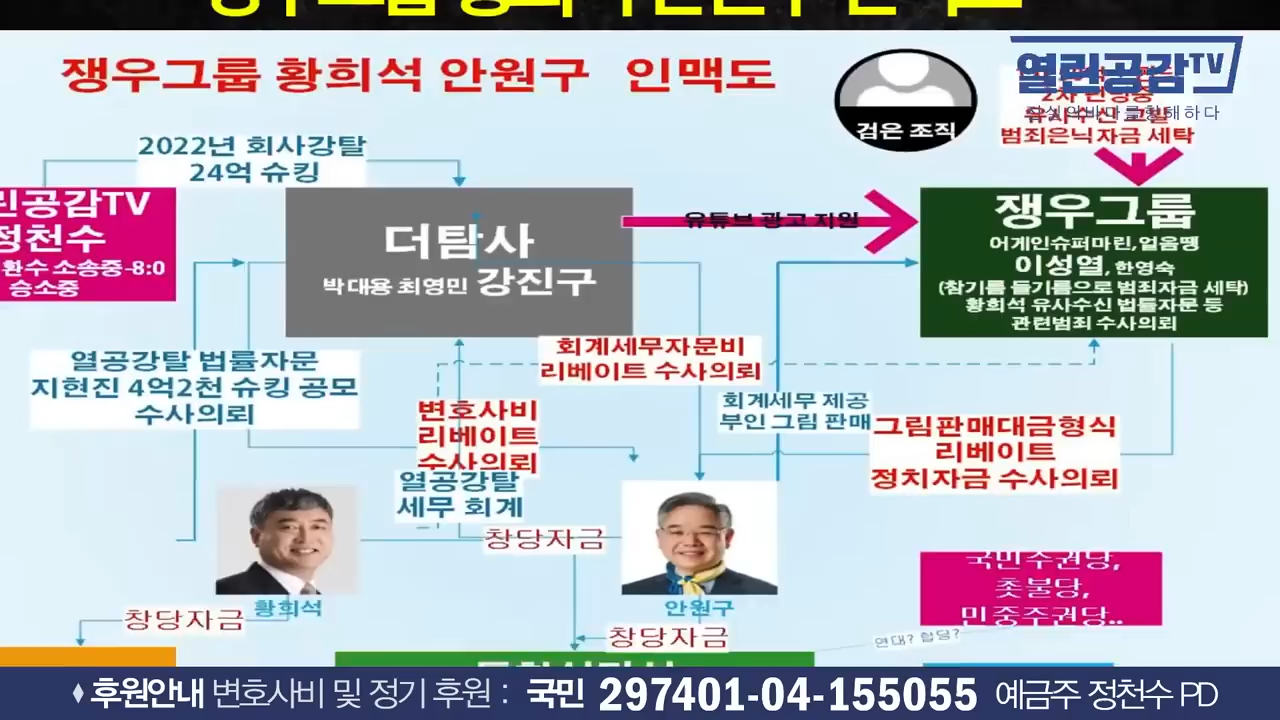 쟁우그룹 황희석 안원구 인맥도
열린공감TV
검은 조직
범죄은닉자금 세탁
2022년 회사강탈
24억 슈킹
린공감TV
정천수
환수 소송중-8:0
승소중
더탐사
박대용 최영민 강진구
유튜브 광고 지원
쟁우그룹
어게인슈퍼마린,얼음땡
이성열, 한영숙
(참기름 들기름으로 범죄자금 세탁)
황희석 유사수신 법률자문 등
관련범죄 수사의뢰
열공강탈 법률자문
지현진 4억2천 슈킹 공모
수사의뢰
회계세무자문비
리베이트 수사의뢰
변호사비
리베이트
수사의뢰
열공강탈
세무 회계
회계세무 제공
부인 그림 판매
그림판매대금형식
리베이트
정치자금 수사의뢰
창당자금
황희석
안원구
창당자금
창당자금
국민주권당,
촛불당,
민중주권당..
연대? 합당?
♦ 후원안내 변호사비 및 정기 후원 : 국민 297401-04-155055 예금주 정천수 PD